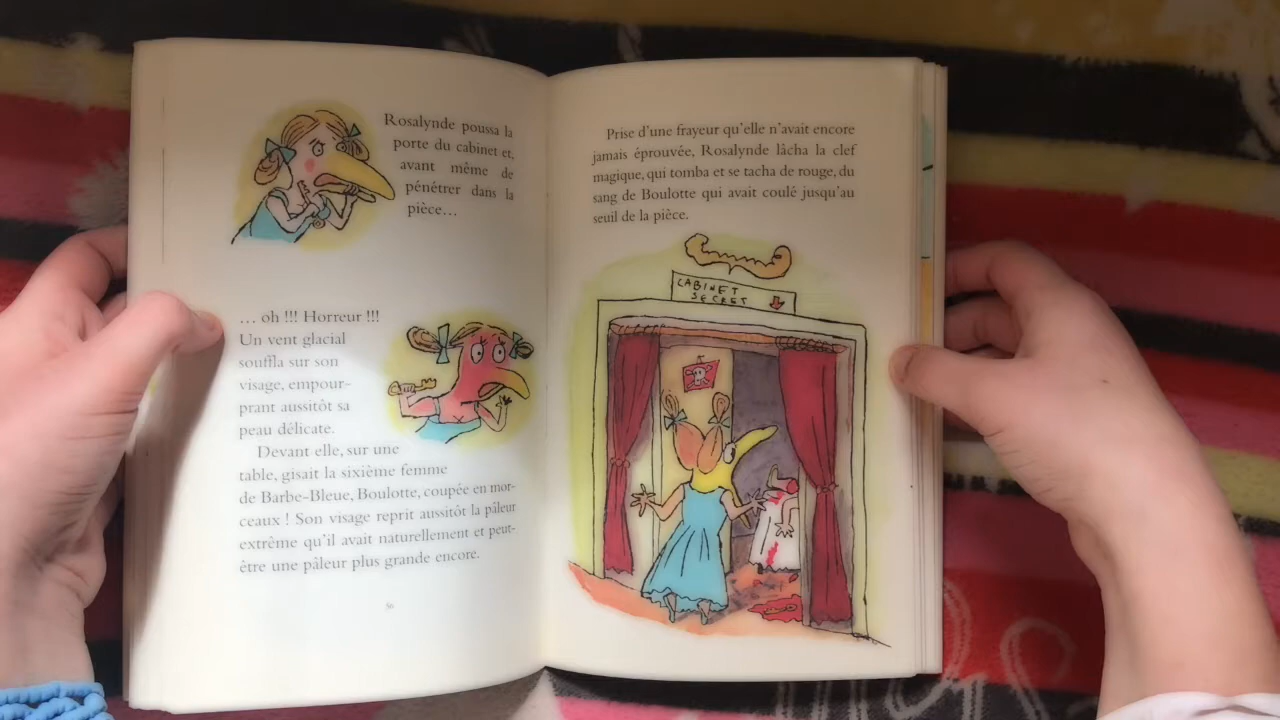 Rosalynde poussa la
porte du cabinet et,
avant même de
pénétrer dans la
pièce…
… oh !!! Horreur !!!
Un vent glacial
souffla sur son
visage, empour-
prant aussitôt sa
peau délicate.
Devant elle, sur une
table, gisait la sixième femme
de Barbe-Bleue, Boulotte, coupée en mor-
ceaux ! Son visage reprit aussitôt la pâleur
extrême qu'il avait naturellement et peut-
être une pâleur plus grande encore.
Prise d'une frayeur qu'elle n'avait encore
jamais éprouvée, Rosalynde lâcha la clef
magique, qui tomba et se tacha de rouge, du
sang de Boulotte qui avait coulé jusqu'au
seuil de la pièce.
CABINET
SECRET